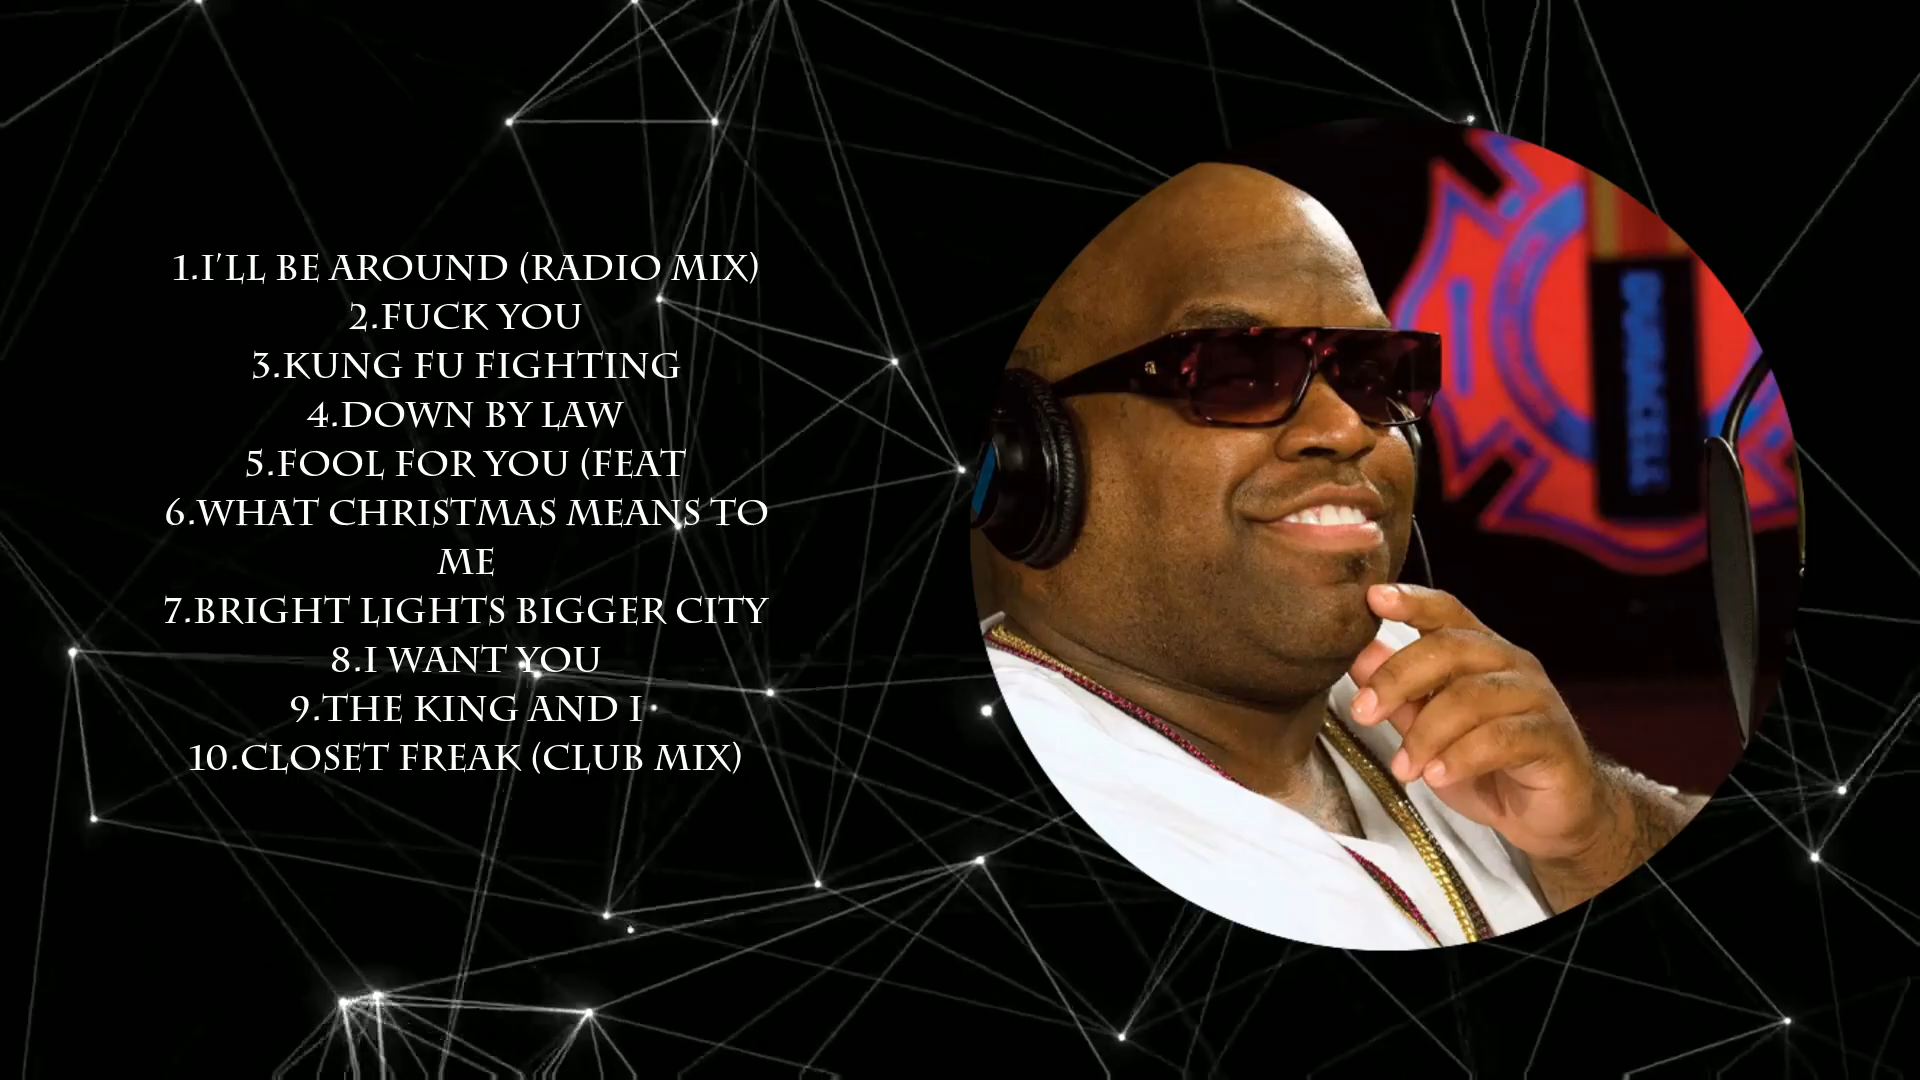 1.I'LL BE AROUND (RADIO MIX)
2.FUCK YOU
3.KUNG FU FIGHTING
4.DOWN BY LAW
5.FOOL FOR YOU (FEAT
6.WHAT CHRISTMAS MEANS TO
ME
7.BRIGHT LIGHTS BIGGER CITY
8.I WANT YOU
9.THE KING AND I
10.CLOSET FREAK (CLUB MIX)